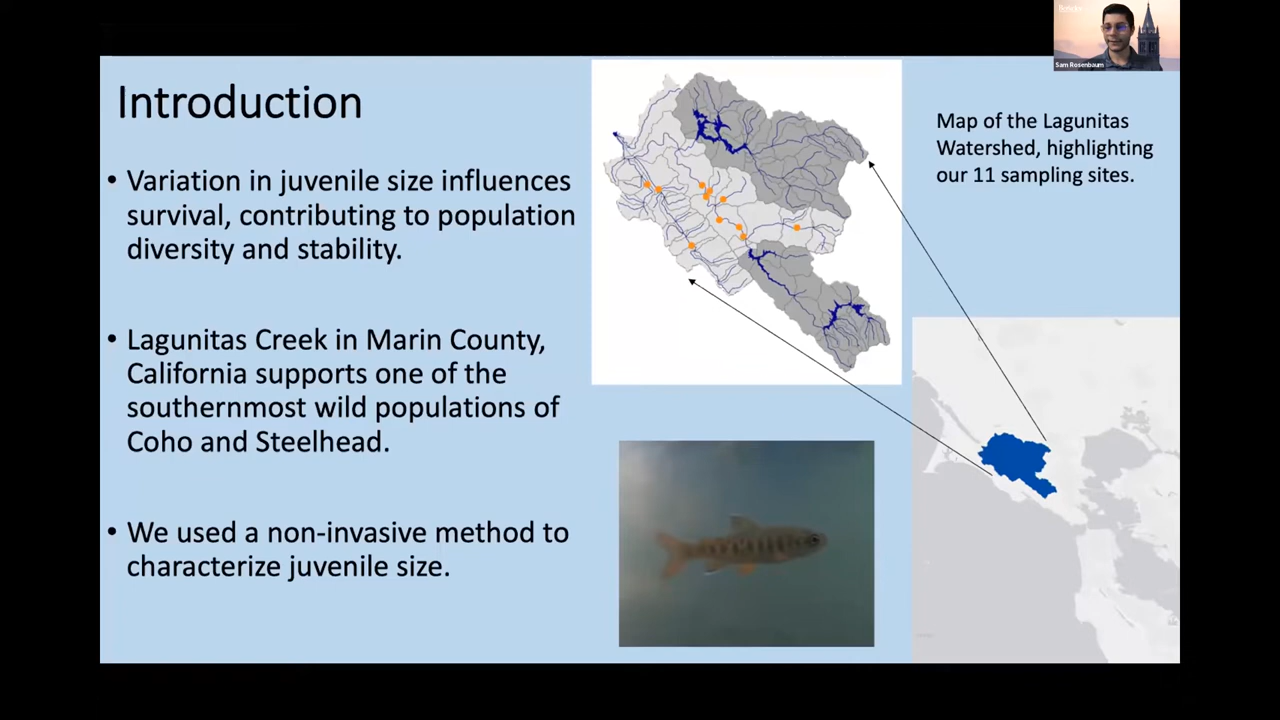 Introduction
• Variation in juvenile size influences
survival, contributing to population
diversity and stability.
• Lagunitas Creek in Marin County,
California supports one of the
southernmost wild populations of
Coho and Steelhead.
• We used a non-invasive method to
characterize juvenile size.
Map of the Lagunitas
Watershed, highlighting
our 11 sampling sites.
Sam Rosenbaum